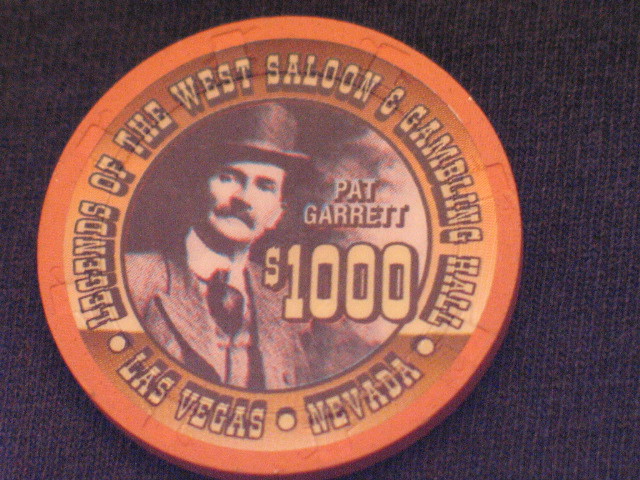 LEGENDS OF THE WEST SALOON & GAMBLING HALL
PAT
GARRETT
$1000
LAS VEGAS • NEVADA